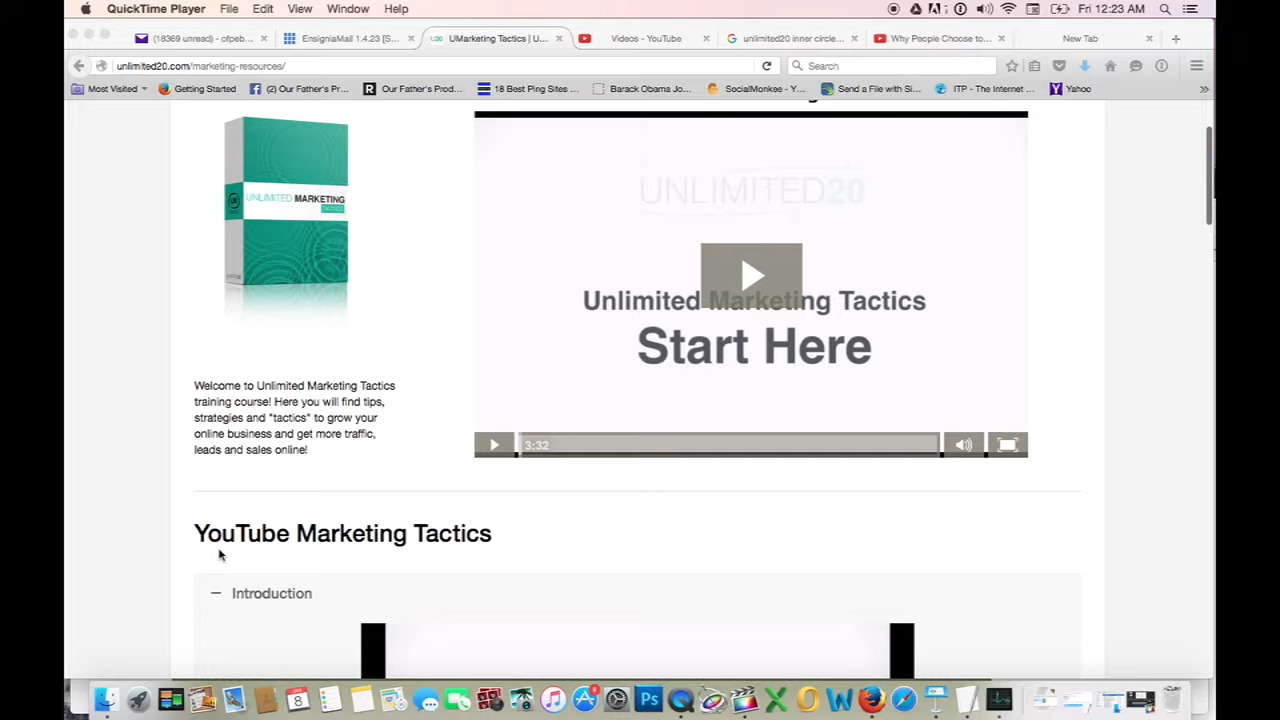 QuickTime Player File Edit View Window Help Fri 12:23 AM
(18369 unread) - ofpeb... EnsigniaMail 1.4.23 [S... UMarketing Tactics | U... Videos - YouTube unlimited20 inner circle... Why People Choose to... New Tab
unlimited20.com/marketing-resources/ Search
Most Visited Getting Started (2) Our Father's Pr... Our Father's Prod... 18 Best Ping Sites ... Barack Obama Jo... SocialMonkee - Y... Send a File with Si... ITP - The Internet ... Yahoo
UNLIMITED20
UNLIMITED MARKETING
TACTICS
Unlimited Marketing Tactics
Start Here
Welcome to Unlimited Marketing Tactics
training course! Here you will find tips,
strategies and "tactics" to grow your
online business and get more traffic,
leads and sales online!
3:32
YouTube Marketing Tactics
Introduction